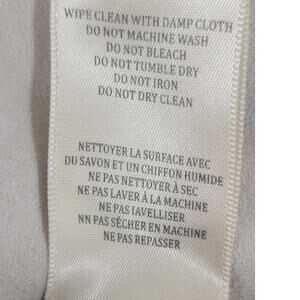 WIPE CLEAN WITH DAMP CLOTH
DO NOT MACHINE WASH
DO NOT BLEACH
DO NOT TUMBLE DRY
DO NOT IRON
DO NOT DRY CLEAN
NETTOYER LA SURFACE AVEC
DU SAVON ET UN CHIFFON HUMIDE
NE PAS NETTOYER À SEC
NE PAS LAVER À LA MACHINE
NE PAS JAVELLISER
NN PAS SÉCHER EN MACHINE
NE PAS REPASSER